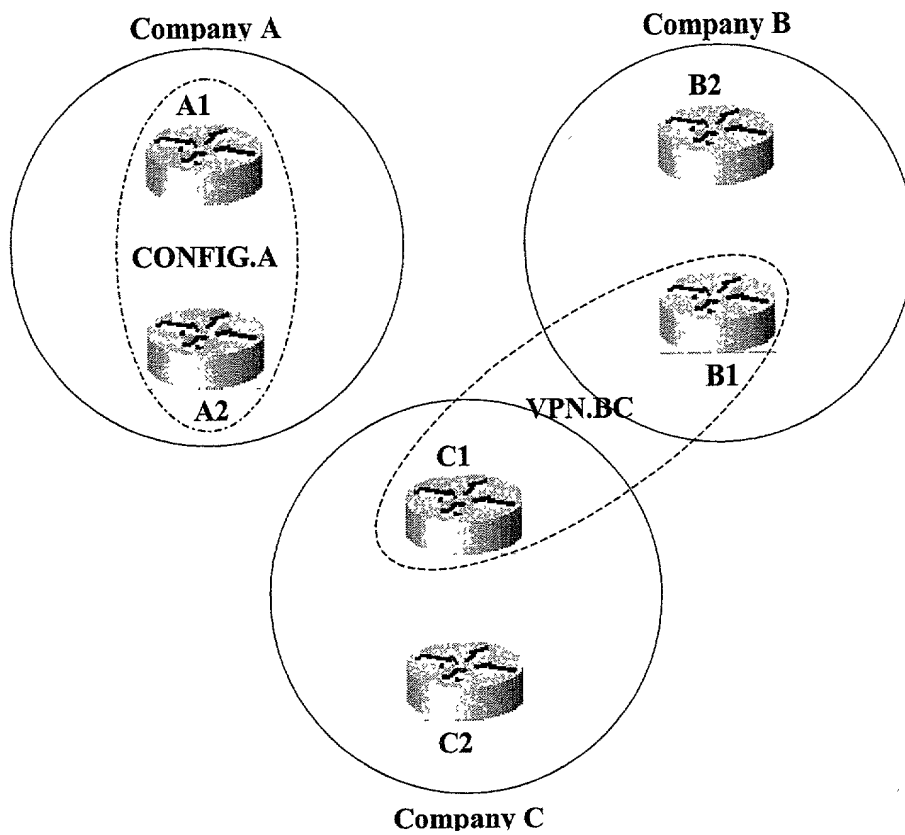 Company A
Company B
A1
B2
CONFIG.A
B1
A2
VPN.BC
C1
C2
Company C